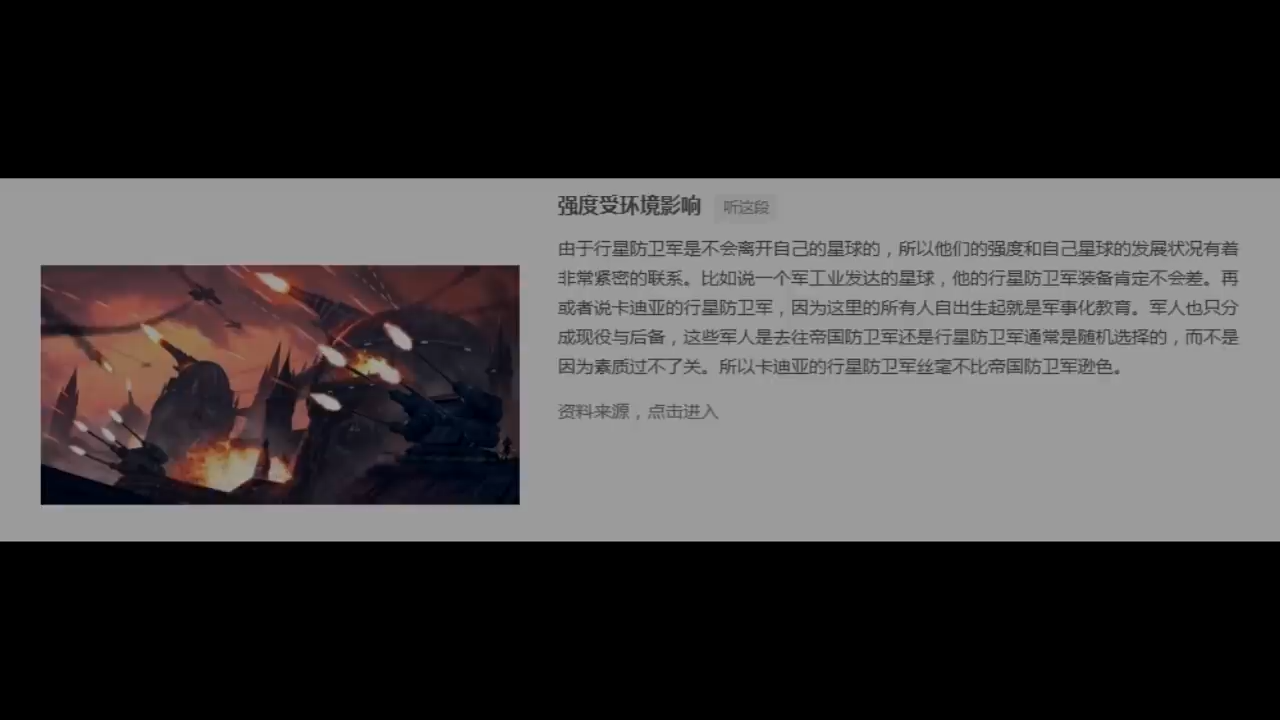 强度受环境影响 听这段
由于行星防卫军是不会离开自己的星球的，所以他们的强度和自己星球的发展状况有着
非常紧密的联系。比如说一个军工业发达的星球，他的行星防卫军装备肯定不会差。再
或者说卡迪亚的行星防卫军，因为这里的所有人自出生起就是军事化教育。军人也只分
成现役与后备，这些军人是去往帝国防卫军还是行星防卫军通常是随机选择的，而不是
因为素质过不了关。所以卡迪亚的行星防卫军丝毫不比帝国防卫军逊色。
资料来源，点击进入